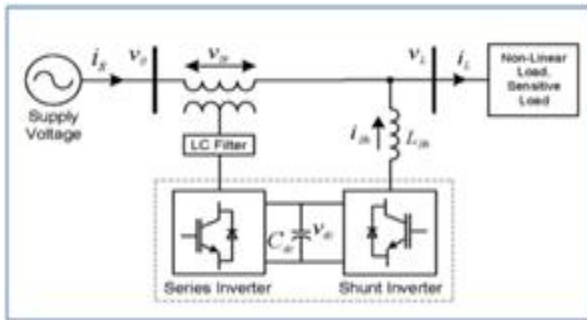 i_S
v_S
v_Sr
v_L
i_L
Non-Linear
Load,
Sensitive
Load
Supply
Voltage
LC Filter
i_Sh
L_Sh
C_dc
v_dc
Series Inverter
Shunt Inverter